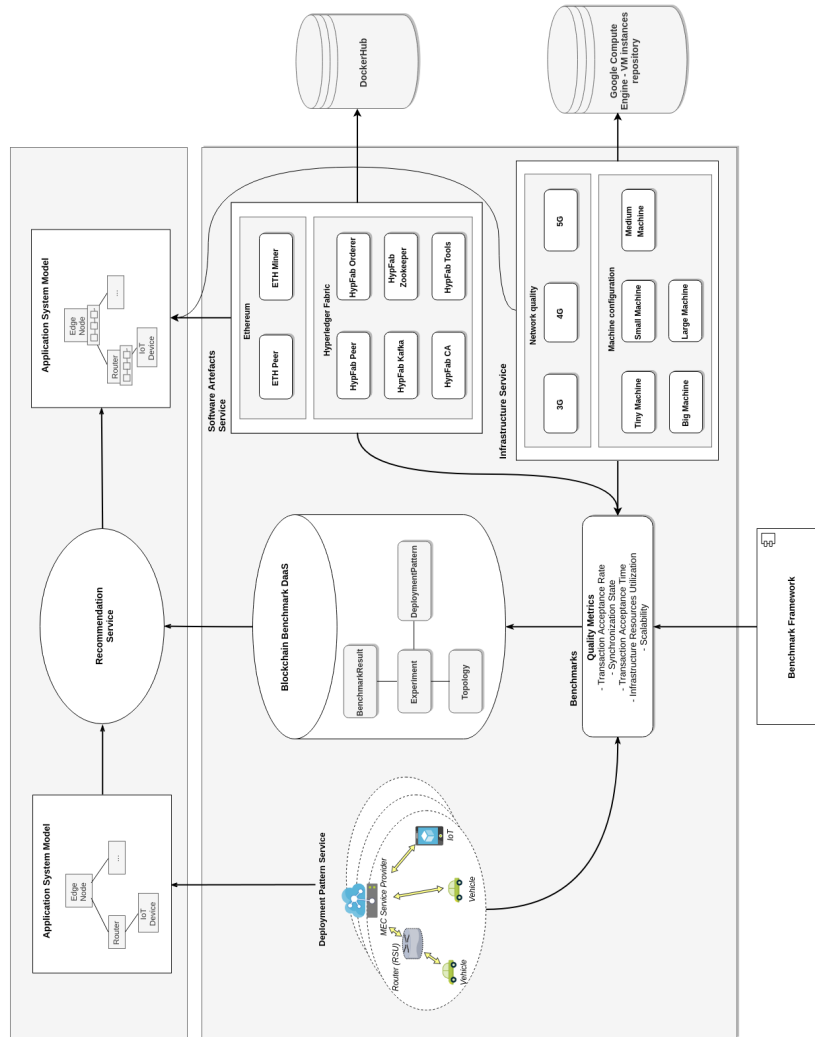 Application System Model
Edge
Node
...
Router
IoT
Device
Recommendation
Service
Application System Model
Edge
Node
...
Router
IoT
Device
Deployment Pattern Service
MEC Service Provider
Router (RSU)
IoT
Vehicle
Vehicle
Blockchain Benchmark DaaS
BenchmarkResult
Experiment
DeploymentPattern
Topology
Benchmarks
Quality Metrics
- Transaction Acceptance Rate
- Synchronization State
- Transaction Acceptance Time
- Infrastructure Resources Utilization
- Scalability
Benchmark Framework
Software Artefacts
Service
Ethereum
ETH Peer
ETH Miner
Hyperledger Fabric
HypFab Peer
HypFab Orderer
HypFab Kafka
HypFab
Zookeeper
HypFab CA
HypFab Tools
Infrastructure Service
Network quality
3G
4G
5G
Machine configuration
Tiny Machine
Small Machine
Medium
Machine
Big Machine
Large Machine
DockerHub
Google Compute
Engine - VM instances
repository